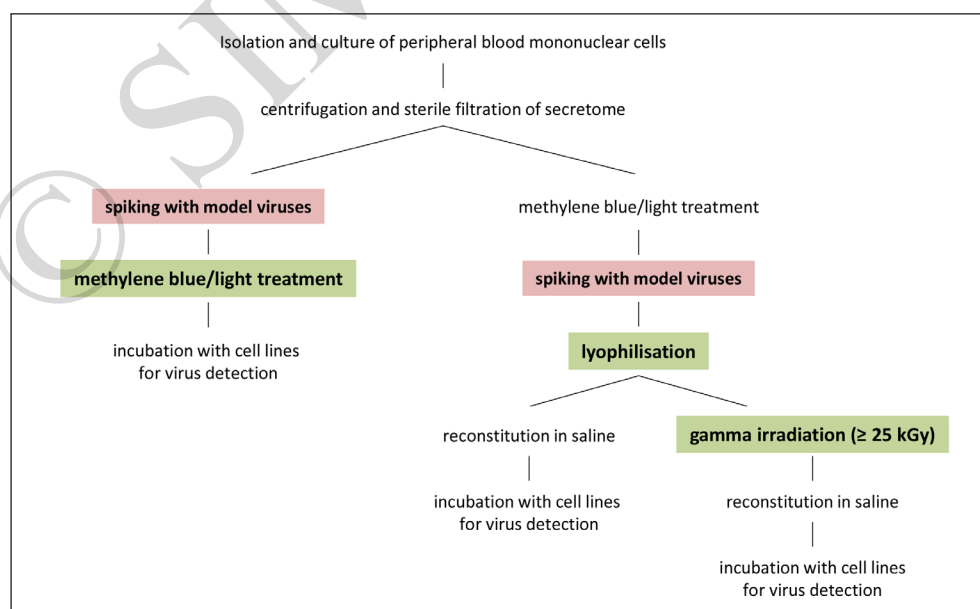 Isolation and culture of peripheral blood mononuclear cells
centrifugation and sterile filtration of secretome
spiking with model viruses
methylene blue/light treatment
incubation with cell lines
for virus detection
methylene blue/light treatment
spiking with model viruses
lyophilisation
reconstitution in saline
incubation with cell lines
for virus detection
gamma irradiation (≥ 25 kGy)
reconstitution in saline
incubation with cell lines
for virus detection